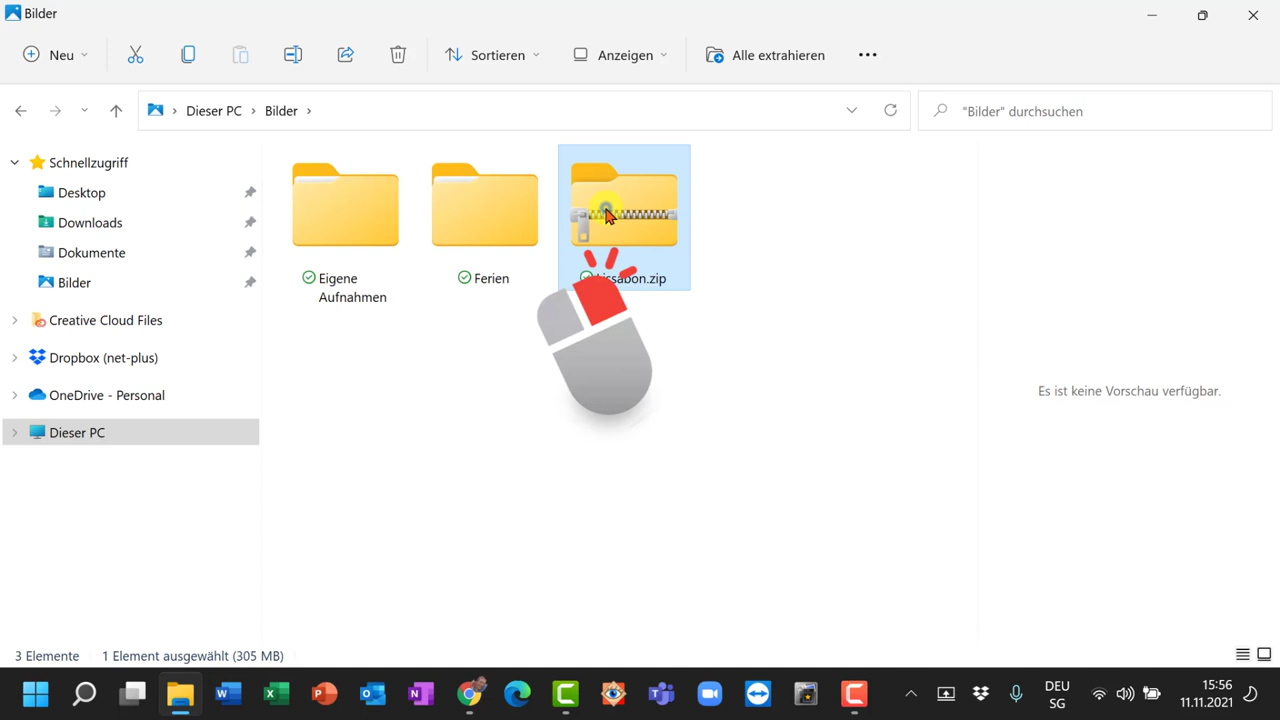 Bilder
Neu
Sortieren
Anzeigen
Alle extrahieren
Dieser PC
Bilder
"Bilder" durchsuchen
Schnellzugriff
Desktop
Downloads
Dokumente
Bilder
Creative Cloud Files
Dropbox (net-plus)
OneDrive - Personal
Dieser PC
Eigene
Aufnahmen
Ferien
Lissabon.zip
Es ist keine Vorschau verfügbar.
3 Elemente
1 Element ausgewählt (305 MB)
DEU
SG
15:56
11.11.2021